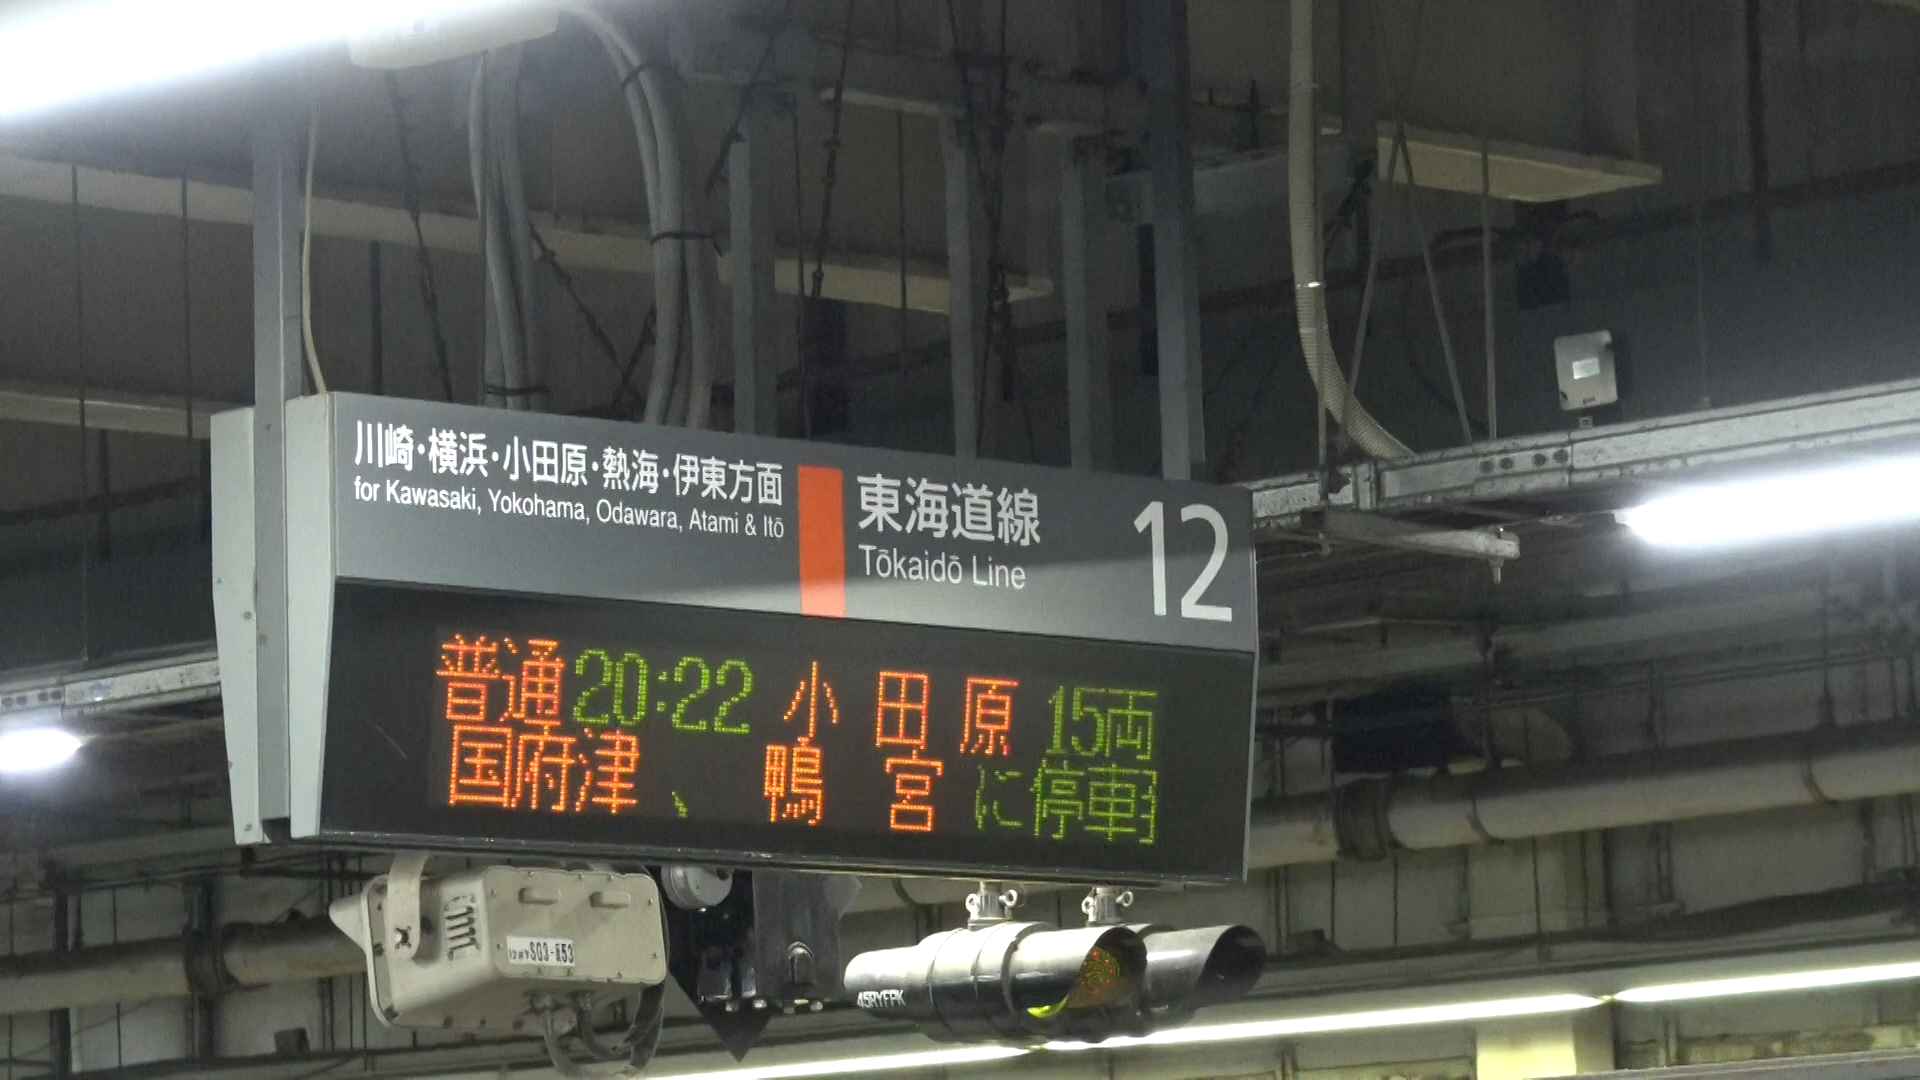 川崎・横浜・小田原・熱海・伊東方面
for Kawasaki, Yokohama, Odawara, Atami & Itō
東海道線
Tōkaidō Line
12
普通 20:22 小田原 15両
国府津、鴨宮に停車
S03-
45RYFPK